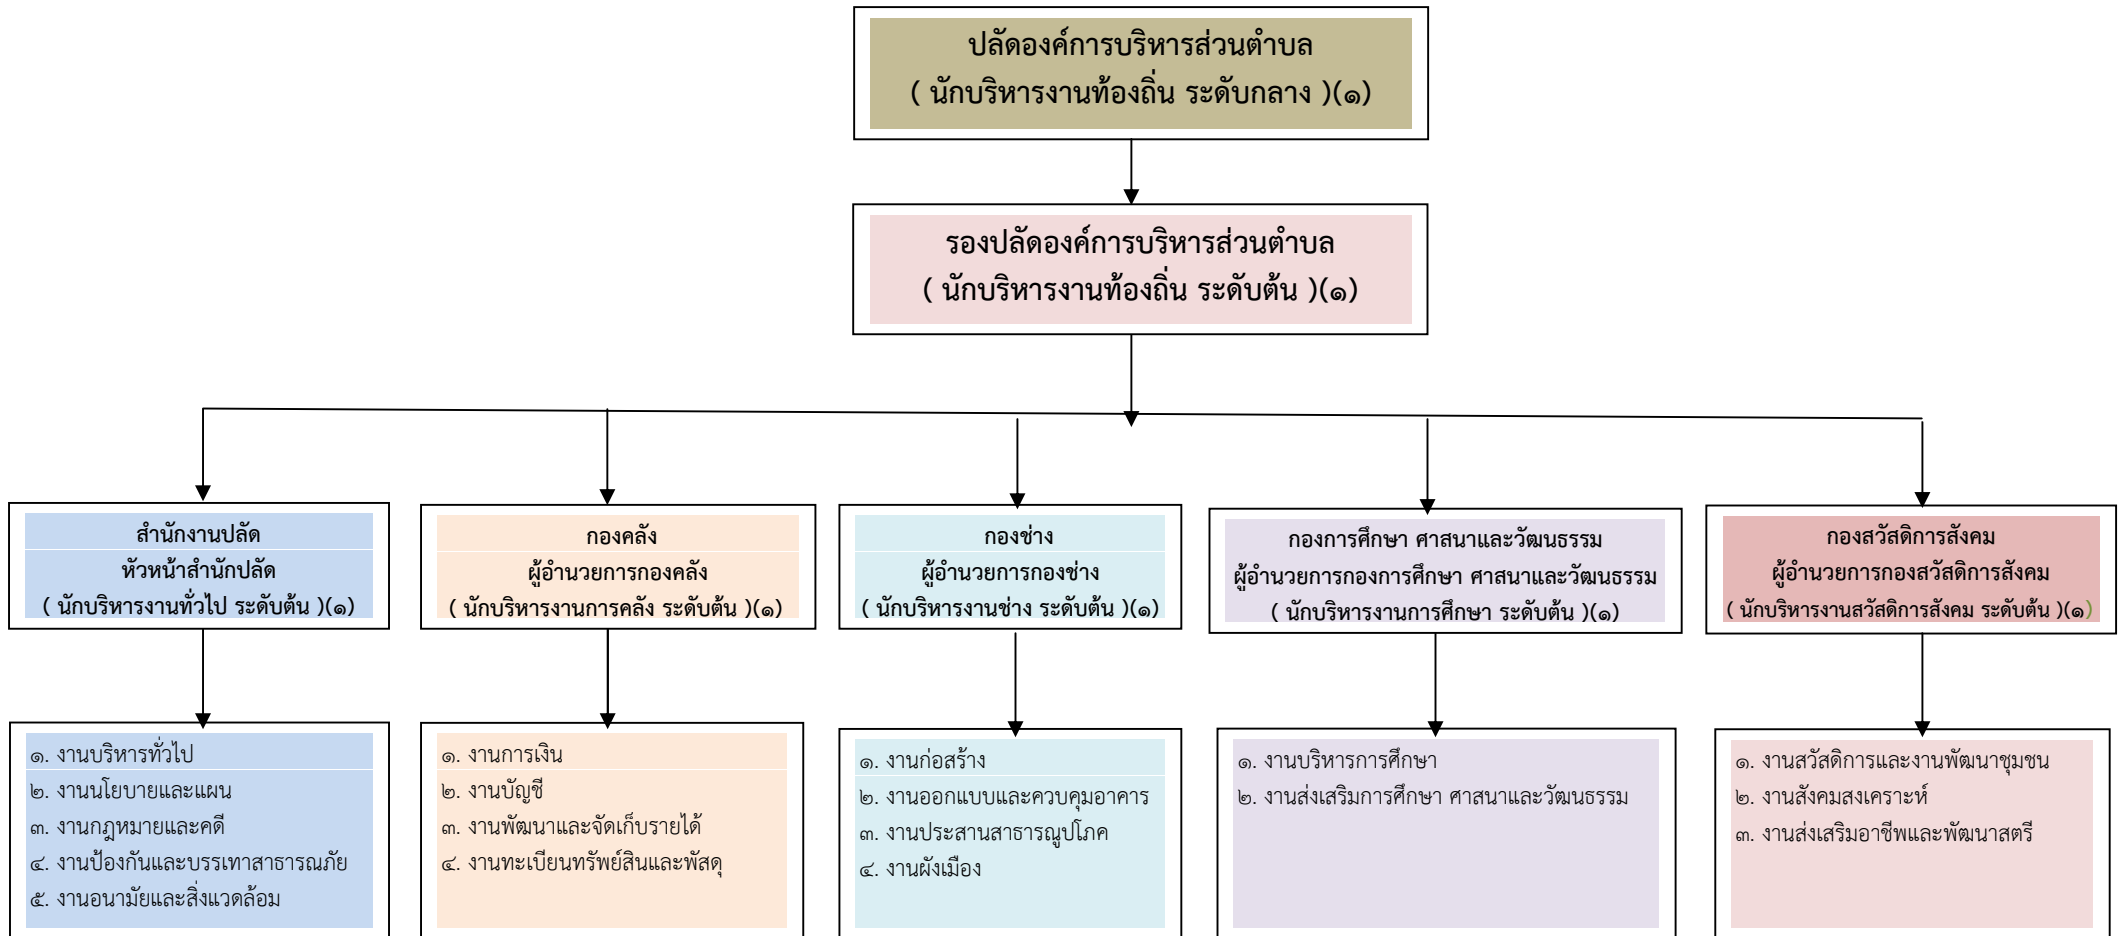 ปลัดองค์การบริหารส่วนตำบล
( นักบริหารงานท้องถิ่น ระดับกลาง )(๑)
รองปลัดองค์การบริหารส่วนตำบล
( นักบริหารงานท้องถิ่น ระดับต้น )(๑)
สำนักงานปลัด
หัวหน้าสำนักปลัด
( นักบริหารงานทั่วไป ระดับต้น )(๑)
กองคลัง
ผู้อำนวยการกองคลัง
( นักบริหารงานการคลัง ระดับต้น )(๑)
กองช่าง
ผู้อำนวยการกองช่าง
( นักบริหารงานช่าง ระดับต้น )(๑)
กองการศึกษา ศาสนาและวัฒนธรรม
ผู้อำนวยการกองการศึกษา ศาสนาและวัฒนธรรม
( นักบริหารงานการศึกษา ระดับต้น )(๑)
กองสวัสดิการสังคม
ผู้อำนวยการกองสวัสดิการสังคม
( นักบริหารงานสวัสดิการสังคม ระดับต้น )(๑)
๑. งานบริหารทั่วไป
๒. งานนโยบายและแผน
๓. งานกฎหมายและคดี
๔. งานป้องกันและบรรเทาสาธารณภัย
๕. งานอนามัยและสิ่งแวดล้อม
๑. งานการเงิน
๒. งานบัญชี
๓. งานพัฒนาและจัดเก็บรายได้
๔. งานทะเบียนทรัพย์สินและพัสดุ
๑. งานก่อสร้าง
๒. งานออกแบบและควบคุมอาคาร
๓. งานประสานสาธารณูปโภค
๔. งานผังเมือง
๑. งานบริหารการศึกษา
๒. งานส่งเสริมการศึกษา ศาสนาและวัฒนธรรม
๑. งานสวัสดิการและงานพัฒนาชุมชน
๒. งานสังคมสงเคราะห์
๓. งานส่งเสริมอาชีพและพัฒนาสตรี